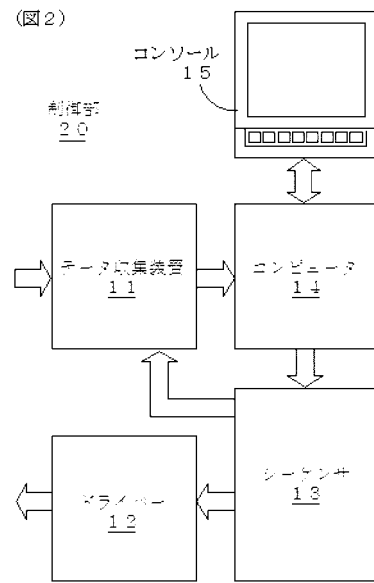 (図2)
コンソール
15
制御部
20
データ収集装置
11
コンピュータ
14
シーケンサ
13
ドライバー
12